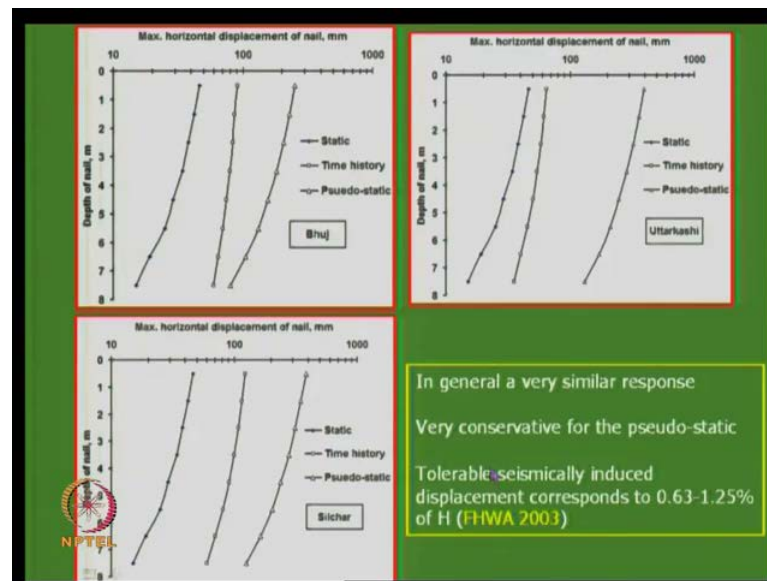 Max. horizontal displacement of nail, mm
10 100 1000
0
1
2
3
4
5
6
7
8
Depth of nail, m
Static
Time history
Psuedo-static
Bhuj
Max. horizontal displacement of nail, mm
10 100 1000
0
1
2
3
4
5
6
7
8
Depth of nail, m
Static
Time history
Psuedo-static
Uttarkashi
Max. horizontal displacement of nail, mm
10 100 1000
0
1
2
3
4
5
6
7
8
Depth of nail, m
Static
Time history
Psuedo-static
Silchar
In general a very similar response
Very conservative for the pseudo-static
Tolerable seismically induced
displacement corresponds to 0.63-1.25%
of H (FHWA 2003)
NPTEL